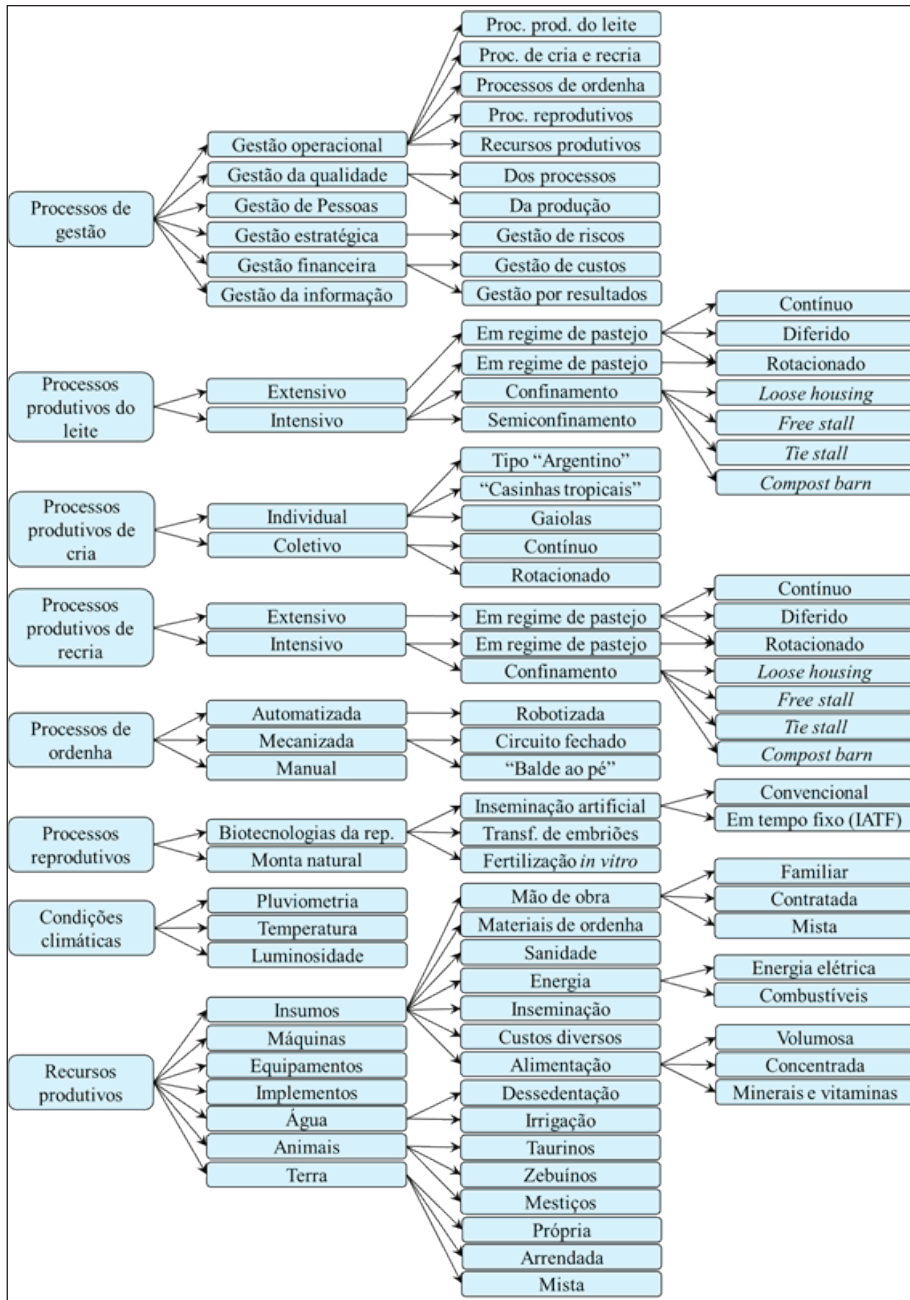 Processos de
gestão
Gestão operacional
Gestão da qualidade
Gestão de Pessoas
Gestão estratégica
Gestão financeira
Gestão da informação
Proc. prod. do leite
Proc. de cria e recria
Processos de ordenha
Proc. reprodutivos
Recursos produtivos
Dos processos
Da produção
Gestão de riscos
Gestão de custos
Gestão por resultados
Processos
produtivos do
leite
Extensivo
Intensivo
Em regime de pastejo
Em regime de pastejo
Confinamento
Semiconfinamento
Contínuo
Diferido
Rotacionado
Loose housing
Free stall
Tie stall
Compost barn
Processos
produtivos de
cria
Individual
Coletivo
Tipo “Argentino”
“Casinhas tropicais”
Gaiolas
Contínuo
Rotacionado
Processos
produtivos de
recria
Extensivo
Intensivo
Em regime de pastejo
Em regime de pastejo
Confinamento
Contínuo
Diferido
Rotacionado
Loose housing
Free stall
Tie stall
Compost barn
Processos de
ordenha
Automatizada
Mecanizada
Manual
Robotizada
Circuito fechado
“Balde ao pé”
Processos
reprodutivos
Biotecnologias da rep.
Monta natural
Inseminação artificial
Transf. de embriões
Fertilização in vitro
Convencional
Em tempo fixo (IATF)
Condições
climáticas
Pluviometria
Temperatura
Luminosidade
Recursos
produtivos
Insumos
Máquinas
Equipamentos
Implementos
Água
Animais
Terra
Mão de obra
Materiais de ordenha
Sanidade
Energia
Inseminação
Custos diversos
Alimentação
Dessedentação
Irrigação
Taurinos
Zebuínos
Mestiços
Própria
Arrendada
Mista
Familiar
Contratada
Mista
Energia elétrica
Combustíveis
Volumosa
Concentrada
Minerais e vitaminas